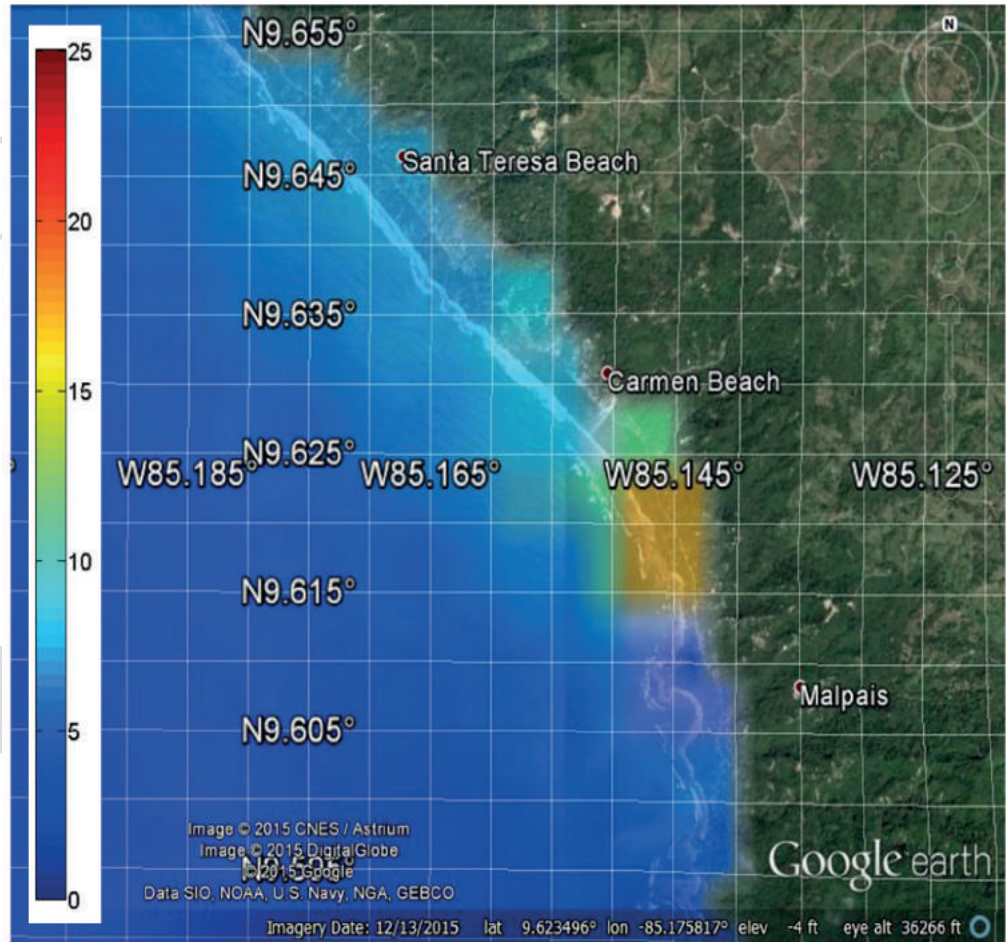 N9.655°
N
25
Santa Teresa Beach
N9.645°
20
N9.635°
Carmen Beach
15
N9.625°
W85.185°
W85.165°
W85.145°
W85.125°
10
N9.615°
Malpais
5
N9.605°
Image © 2015 CNES / Astrium
Image © 2015 DigitalGlobe
© 2015 Google
Data SIO, NOAA, U.S. Navy, NGA, GEBCO
0
Google earth
Imagery Date: 12/13/2015 lat 9.623496° lon -85.175817° elev -4 ft eye alt 36266 ft